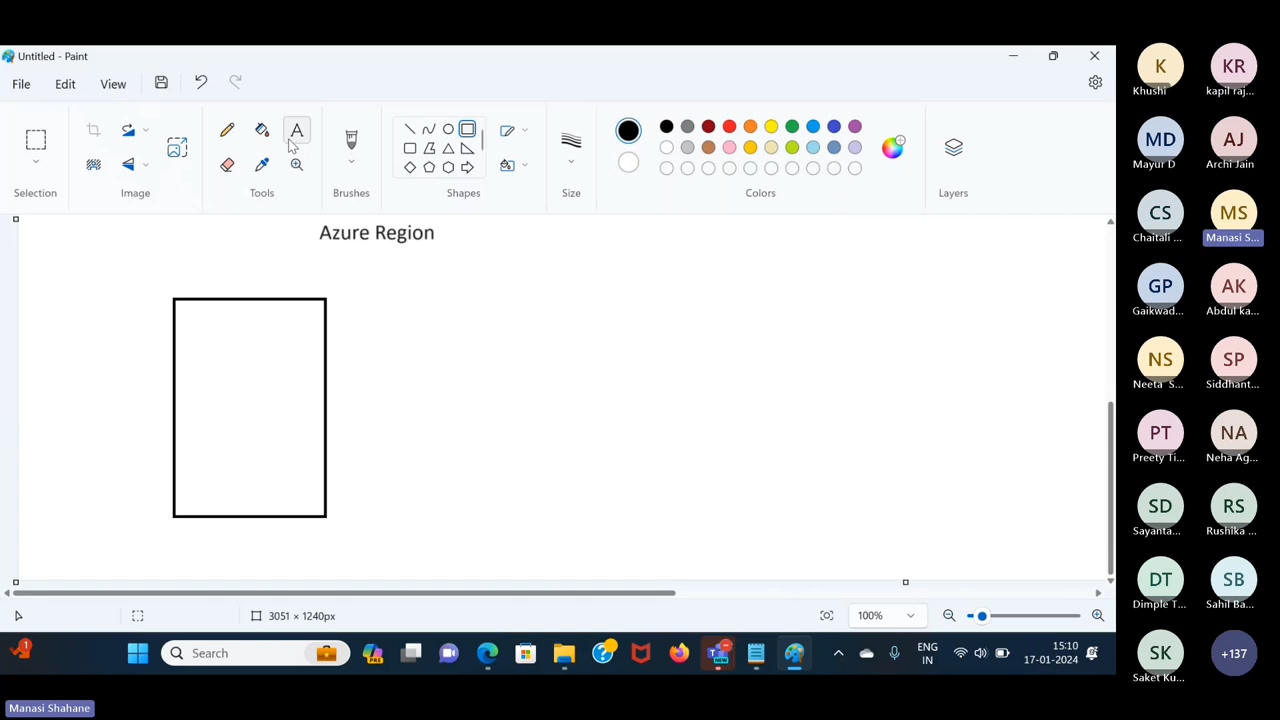 Untitled - Paint
File Edit View
Selection Image Tools Brushes Shapes Size Colors Layers
Azure Region
3051 × 1240px
100%
Search
PRE
NEW
1
ENG
IN
15:10
17-01-2024
K
Khushi
KR
kapil raj...
MD
Mayur D
AJ
Archi Jain
CS
Chaitali ...
MS
Manasi S...
GP
Gaikwad...
AK
Abdul ka...
NS
Neeta S...
SP
Siddhant...
PT
Preety Ti...
NA
Neha Ag...
SD
Sayanta...
RS
Rushika ...
DT
Dimple T...
SB
Sahil Ba...
SK
Saket Ku...
+137
Manasi Shahane